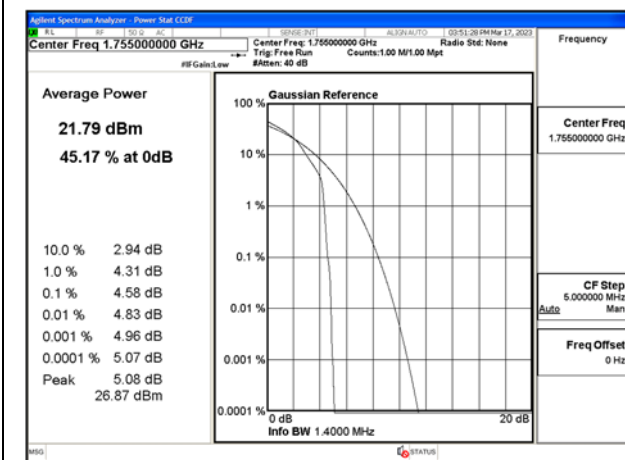 Agilent Spectrum Analyzer - Power Stat CCDF
RL RF 50 Ω AC SENSE:INT ALIGN AUTO 03:51:28 PM Mar 17, 2023
Center Freq 1.755000000 GHz
Center Freq: 1.755000000 GHz Radio Std: None
Trig: Free Run Counts:1.00 M/1.00 Mpt
#IFGain:Low #Atten: 40 dB
Frequency
Average Power
21.79 dBm
45.17 % at 0dB
10.0 % 2.94 dB
1.0 % 4.31 dB
0.1 % 4.58 dB
0.01 % 4.83 dB
0.001 % 4.96 dB
0.0001 % 5.07 dB
Peak 5.08 dB
26.87 dBm
Gaussian Reference
100 %
10 %
1 %
0.1 %
0.01 %
0.001 %
0.0001 %
0 dB 20 dB
Info BW 1.4000 MHz
Center Freq
1.755000000 GHz
CF Step
5.000000 MHz
Auto Man
Freq Offset
0 Hz
MSG STATUS